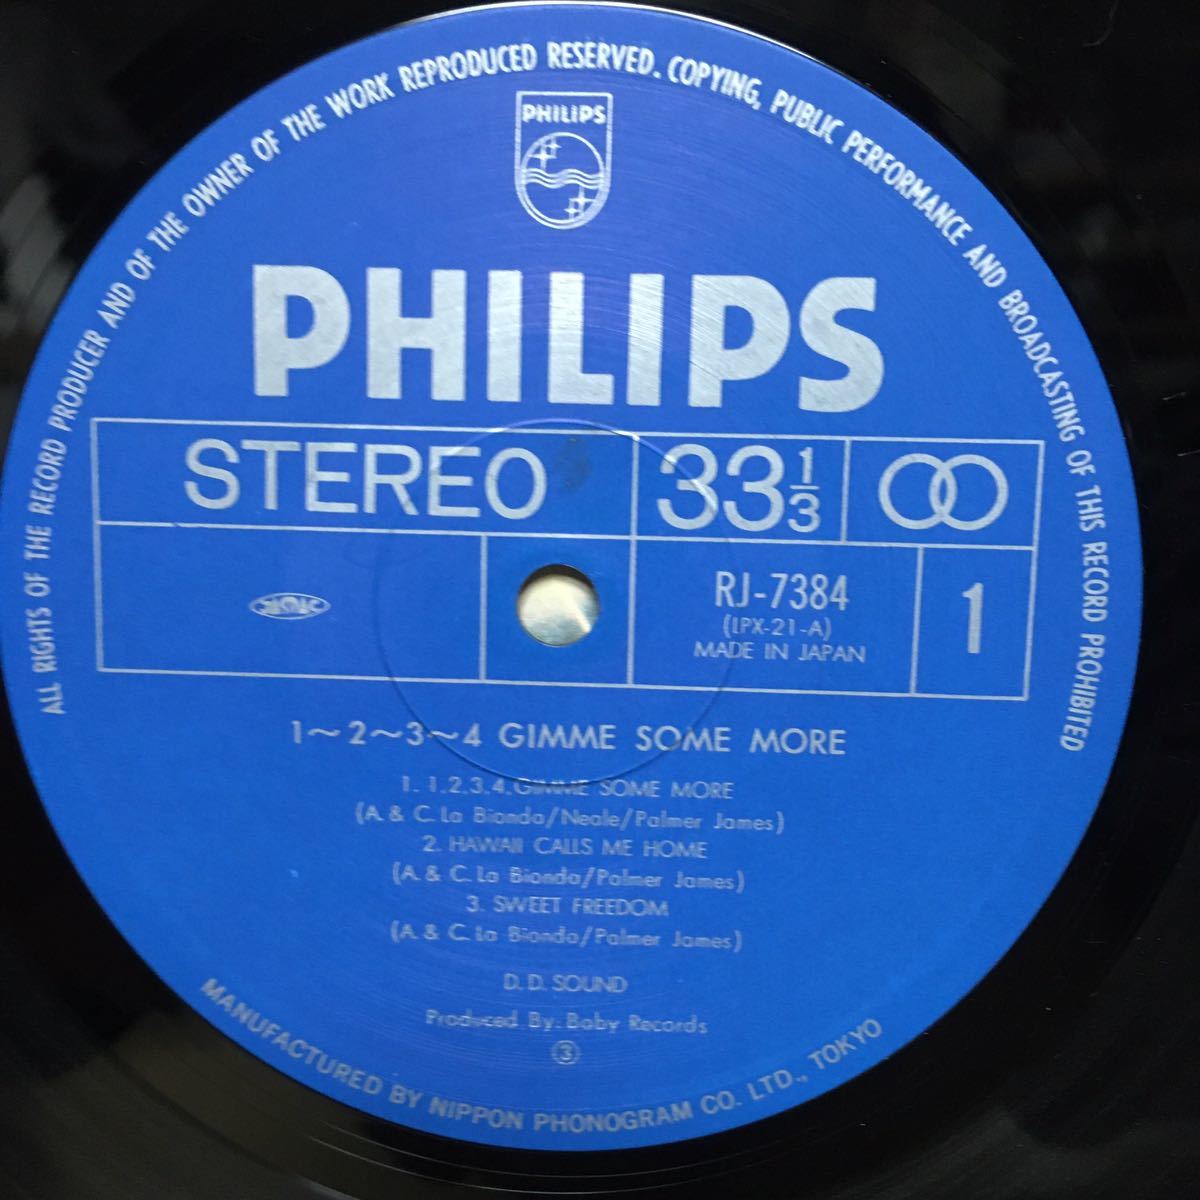 ALL RIGHTS OF THE RECORD PRODUCER AND OF THE OWNER OF THE WORK REPRODUCED RESERVED. COPYING, PUBLIC PERFORMANCE AND BROADCASTING OF THIS RECORD PROHIBITED
PHILIPS
PHILIPS
STEREO
33 1/3
RJ-7384
(LPX-21-A)
MADE IN JAPAN
1
1～2～3～4 GIMME SOME MORE
1. 1.2.3.4.GIMME SOME MORE
(A. & C. La Bionda/Neale/Palmer James)
2. HAWAII CALLS ME HOME
(A. & C. La Bionda/Palmer James)
3. SWEET FREEDOM
(A. & C. La Bionda/Palmer James)
D. D. SOUND
Produced By: Baby Records
③
MANUFACTURED BY NIPPON PHONOGRAM CO. LTD., TOKYO